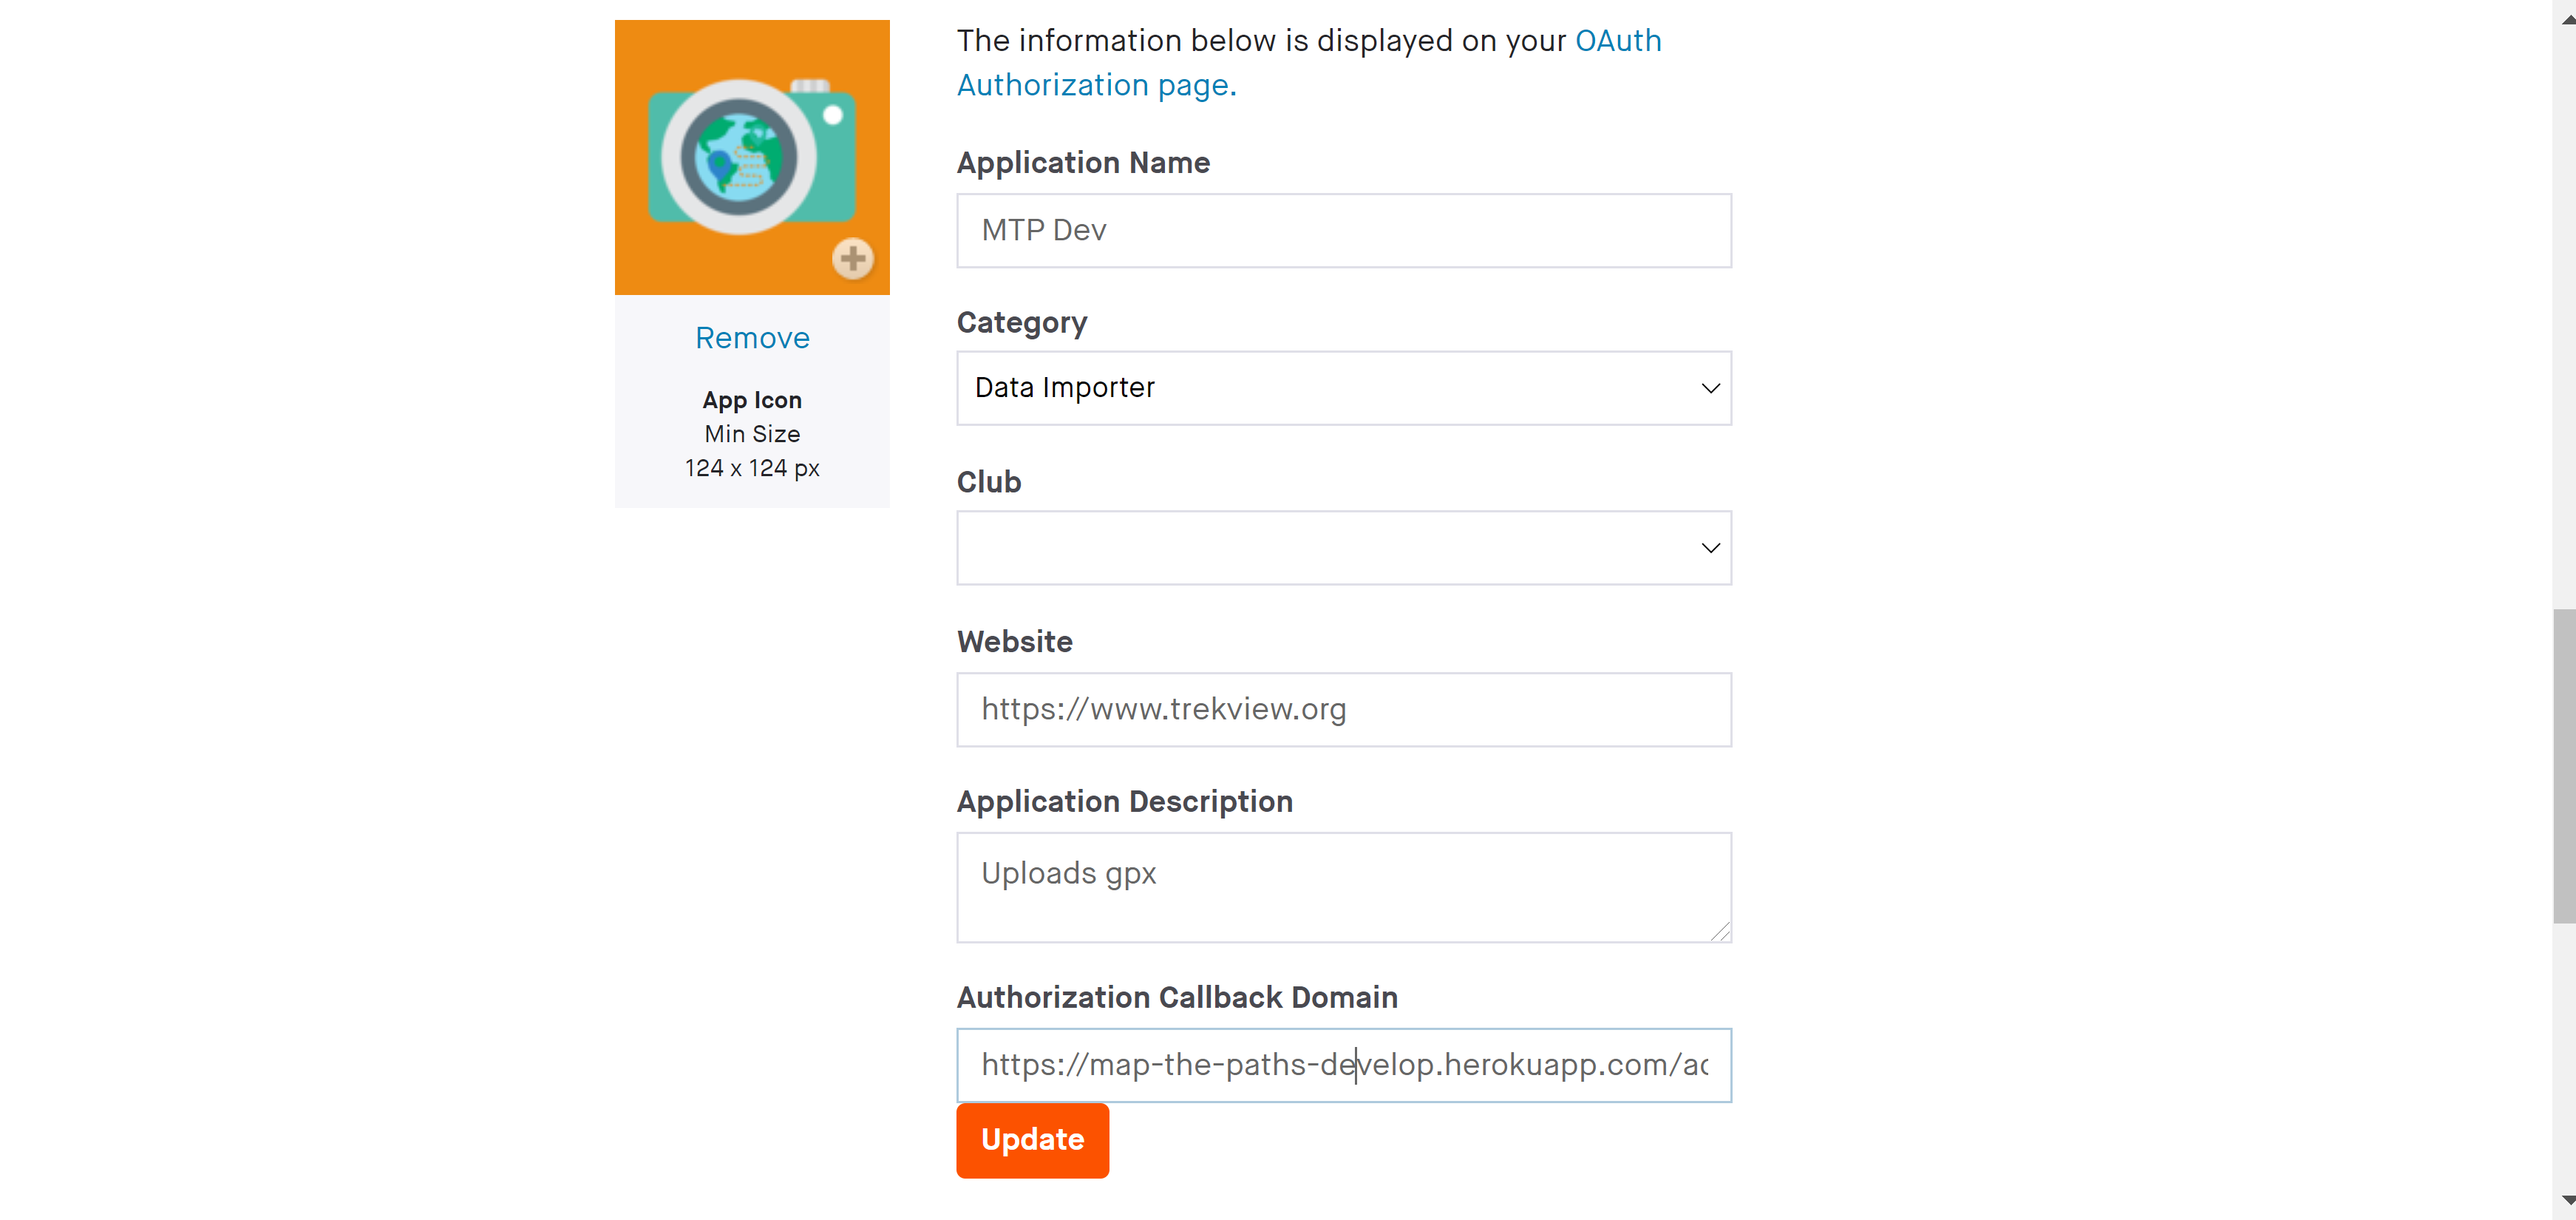 The information below is displayed on your OAuth
Authorization page.
Remove
App Icon
Min Size
124 x 124 px
Application Name
MTP Dev
Category
Data Importer
Club
Website
https://www.trekview.org
Application Description
Uploads gpx
Authorization Callback Domain
https://map-the-paths-develop.herokuapp.com/ac
Update